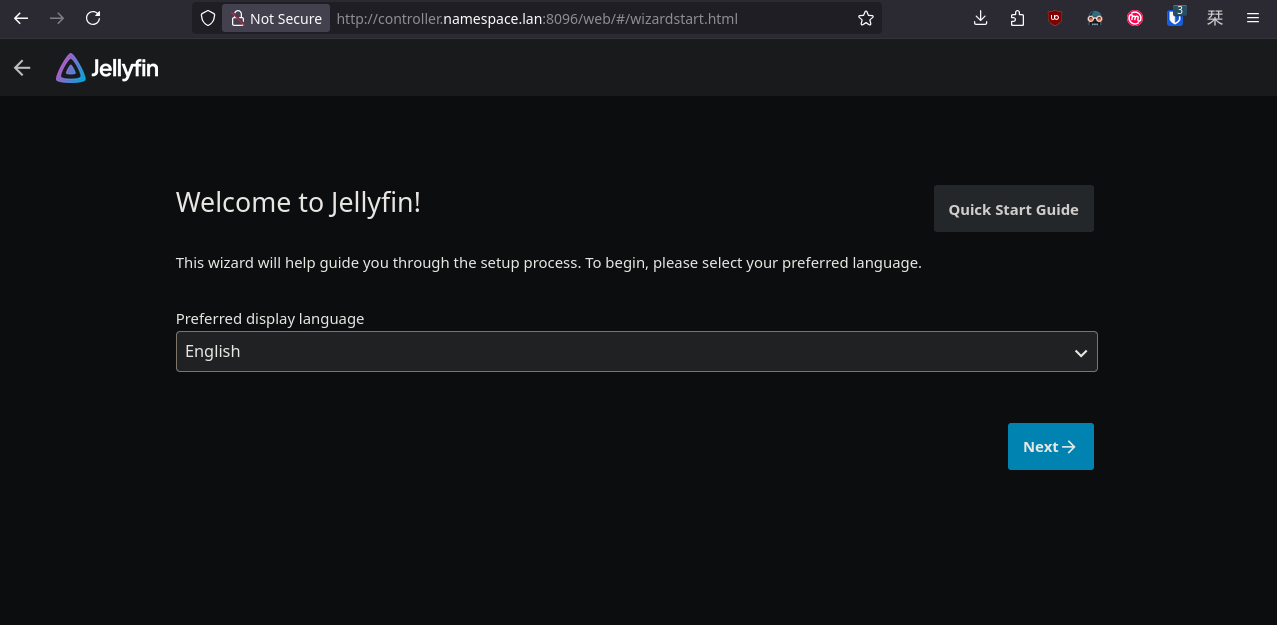 Not Secure http://controller.namespace.lan:8096/web/#/wizardstart.html UO 3 栞
Jellyfin
Welcome to Jellyfin!
Quick Start Guide
This wizard will help guide you through the setup process. To begin, please select your preferred language.
Preferred display language
English
Next